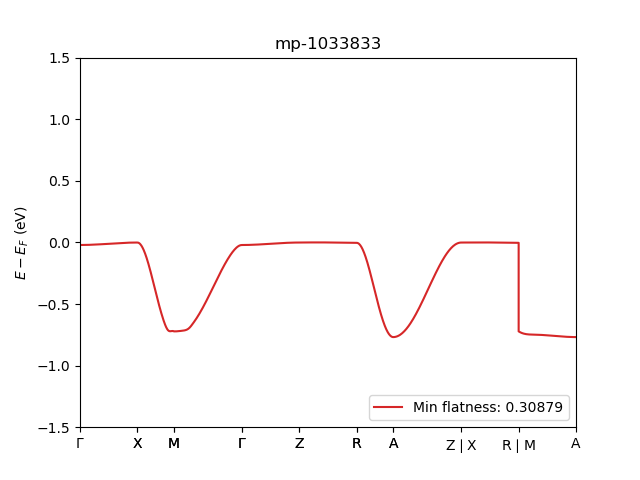 mp-1033833
E − E_F (eV)
1.5
1.0
0.5
0.0
−0.5
−1.0
−1.5
Min flatness: 0.30879
Γ X M Γ Z R A Z | X R | M A